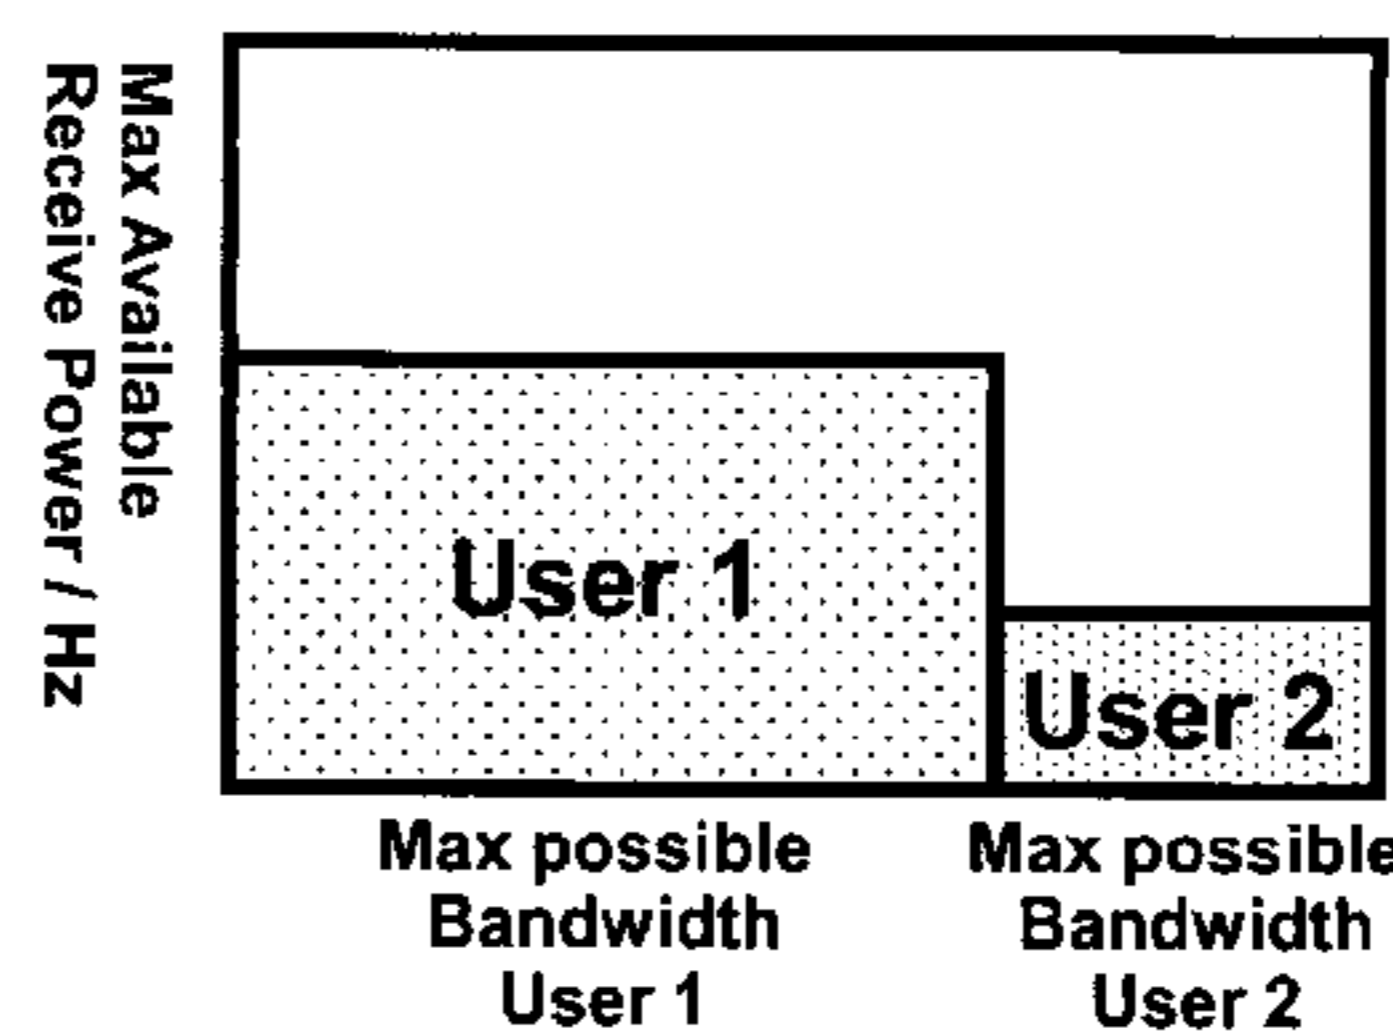 Max Available
Receive Power / Hz
User 1
User 2
Max possible
Bandwidth
User 1
Max possible
Bandwidth
User 2